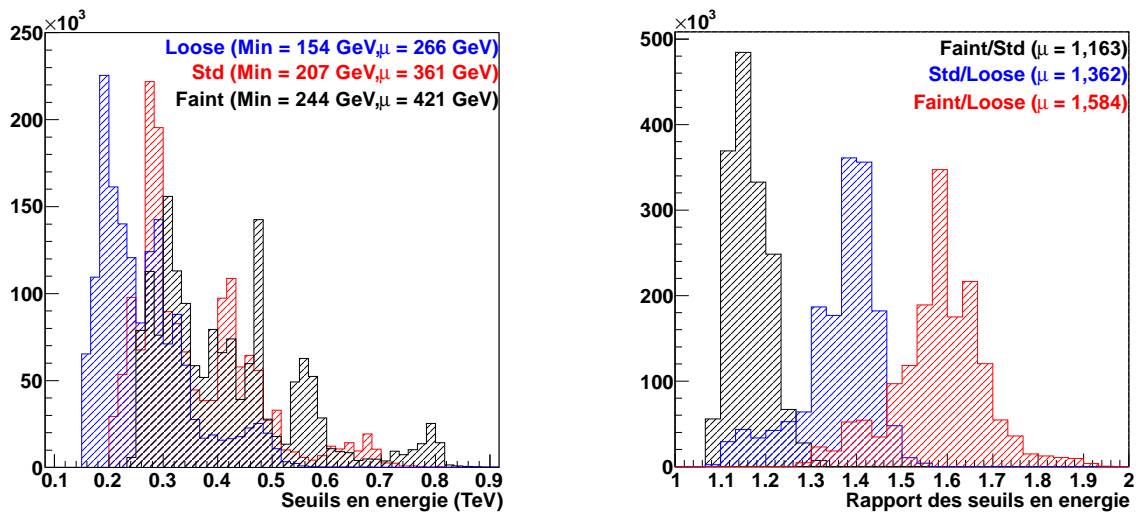 ×10³
250
200
150
100
50
0
Loose (Min = 154 GeV,μ = 266 GeV)
Std (Min = 207 GeV,μ = 361 GeV)
Faint (Min = 244 GeV,μ = 421 GeV)
0.1 0.2 0.3 0.4 0.5 0.6 0.7 0.8 0.9
Seuils en energie (TeV)
×10³
500
400
300
200
100
0
Faint/Std (μ = 1,163)
Std/Loose (μ = 1,362)
Faint/Loose (μ = 1,584)
1 1.1 1.2 1.3 1.4 1.5 1.6 1.7 1.8 1.9 2
Rapport des seuils en energie